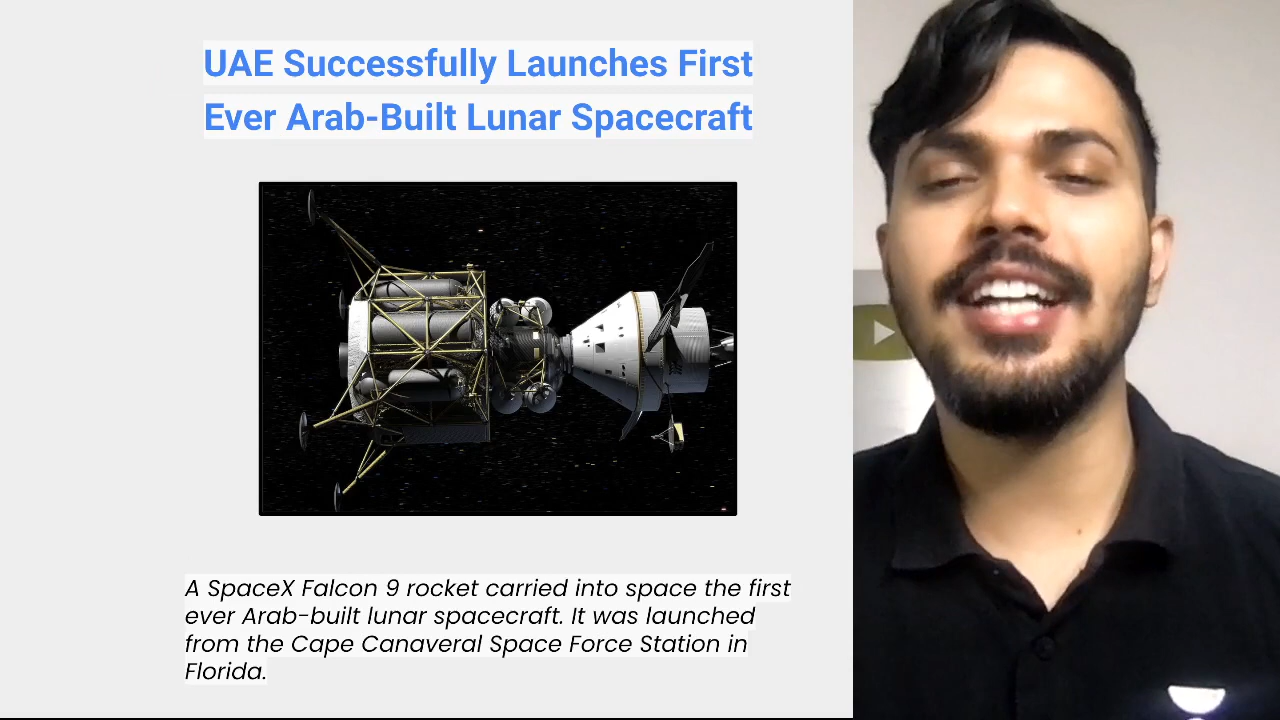 UAE Successfully Launches First
Ever Arab-Built Lunar Spacecraft
A SpaceX Falcon 9 rocket carried into space the first
ever Arab-built lunar spacecraft. It was launched
from the Cape Canaveral Space Force Station in
Florida.